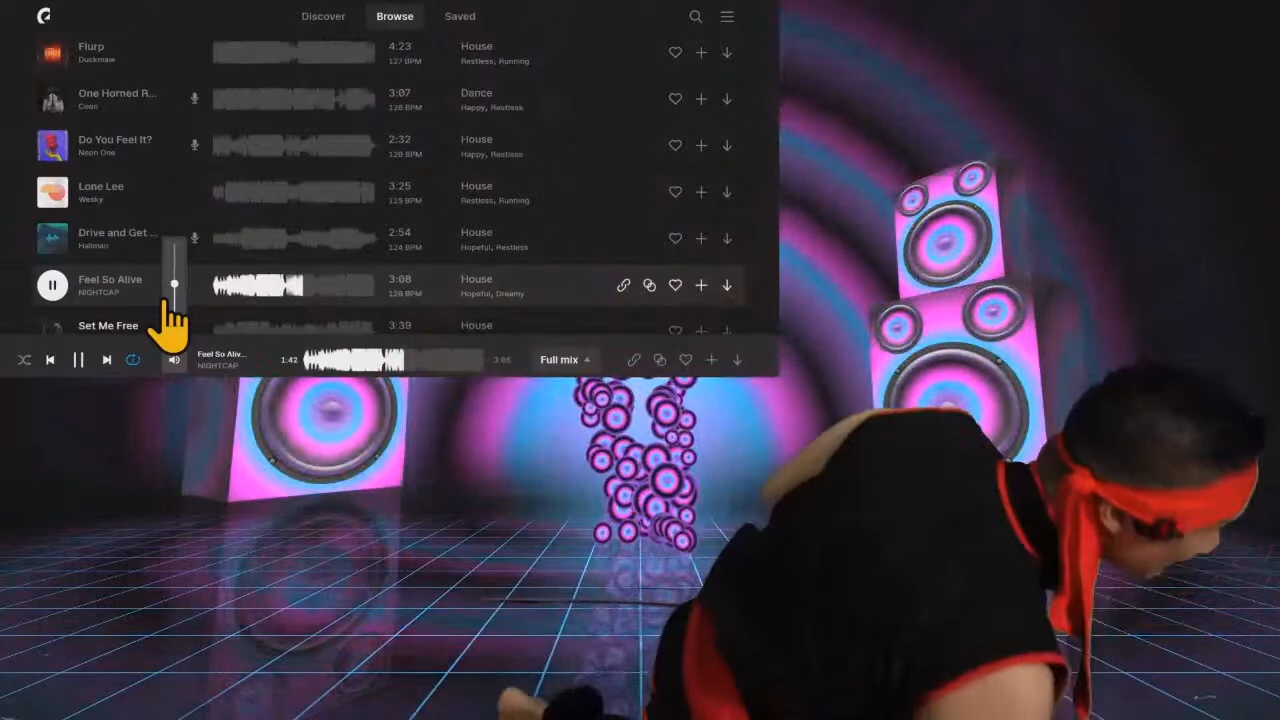 Discover Browse Saved
Flurp 4:23 House
Duckmaw 127 BPM Restless, Running
One Horned R... 3:07 Dance
Cose 126 BPM Happy, Restless
Do You Feel It? 2:32 House
Neon One 120 BPM Happy, Restless
Lone Lee 3:25 House
Wesky 125 BPM Restless, Running
Drive and Get ... 2:54 House
Hallman 124 BPM Hopeful, Restless
Feel So Alive 3:08 House
NIGHTCAP 126 BPM Hopeful, Dreamy
Set Me Free 3:39 House
Feel So Aliv... 1:42 3:06 Full mix
NIGHTCAP